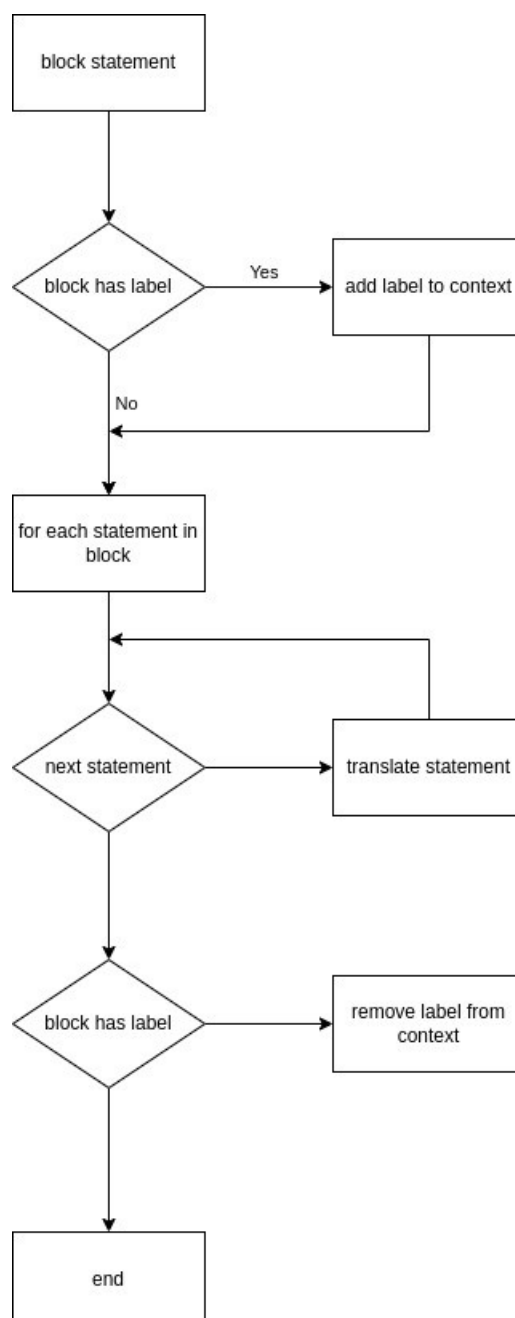 block statement
block has label
Yes
add label to context
No
for each statement in
block
next statement
translate statement
block has label
remove label from
context
end